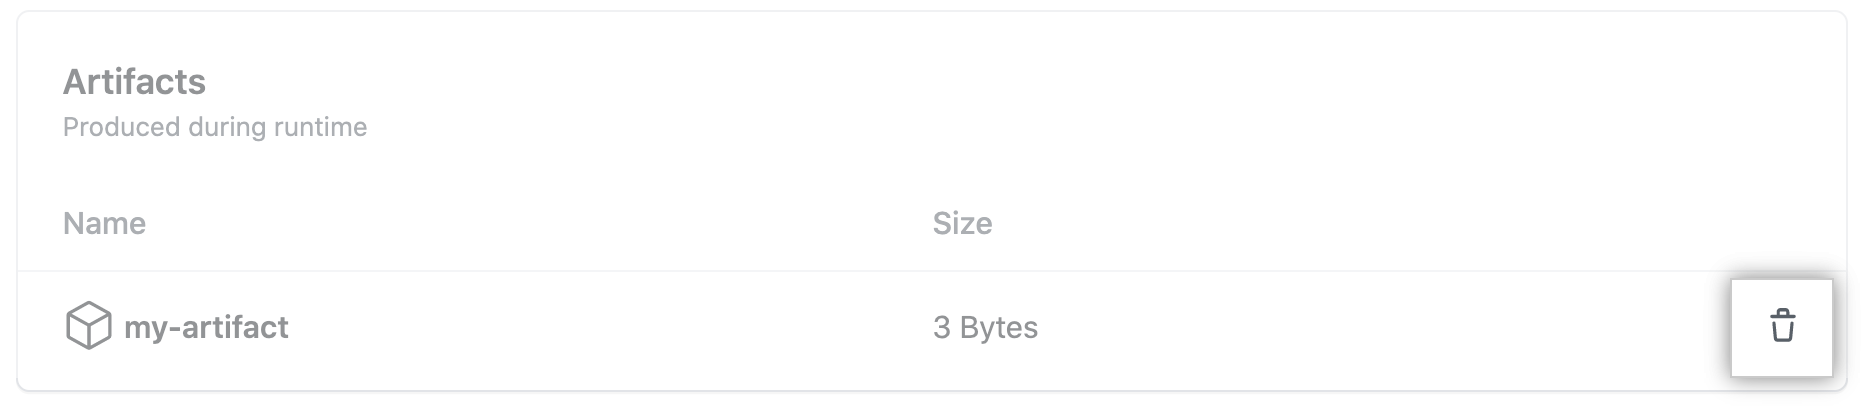 Artifacts
Produced during runtime
Name Size
my-artifact 3 Bytes